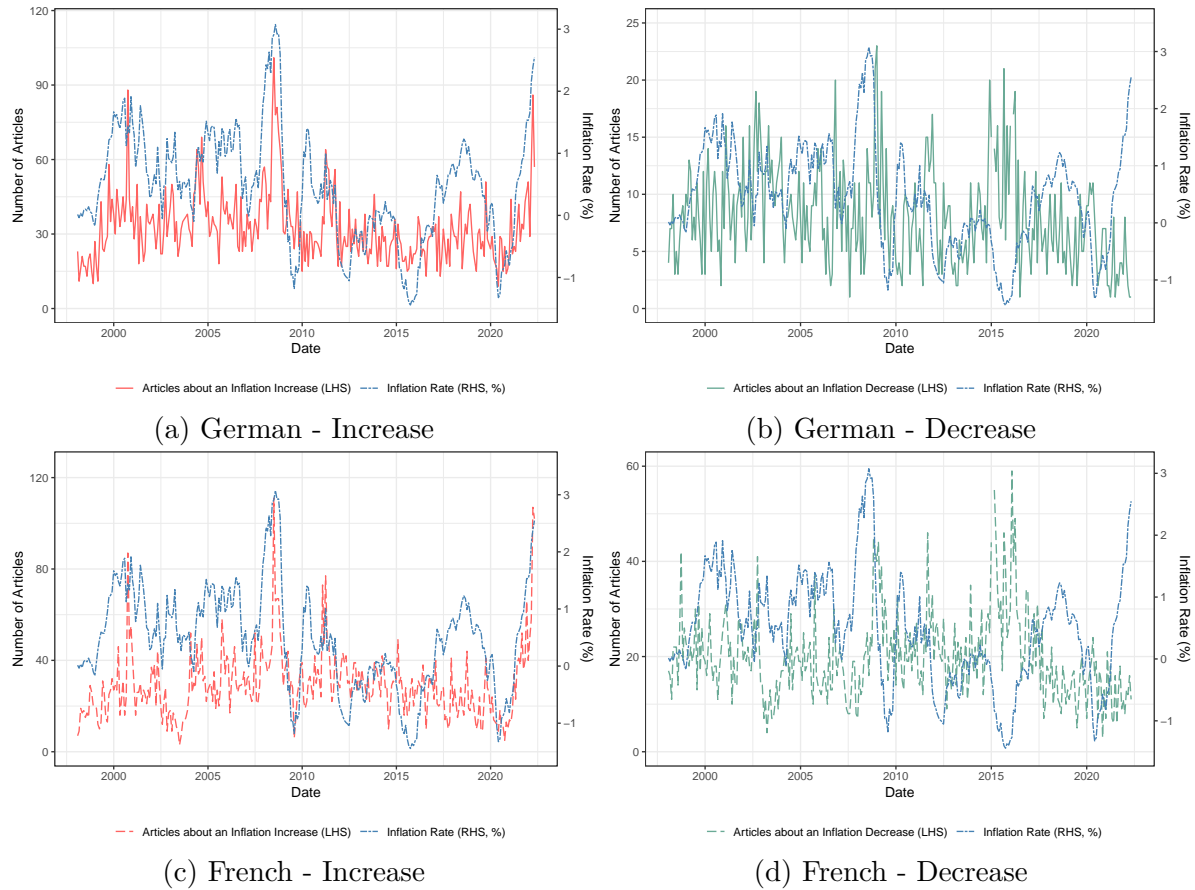 120
90
60
30
0
Number of Articles
3
2
1
0
−1
Inflation Rate (%)
2000 2005 2010 2015 2020
Date
Articles about an Inflation Increase (LHS) Inflation Rate (RHS, %)
(a) German - Increase
25
20
15
10
5
0
Number of Articles
3
2
1
0
−1
Inflation Rate (%)
2000 2005 2010 2015 2020
Date
Articles about an Inflation Decrease (LHS) Inflation Rate (RHS, %)
(b) German - Decrease
120
80
40
0
Number of Articles
3
2
1
0
−1
Inflation Rate (%)
2000 2005 2010 2015 2020
Date
Articles about an Inflation Increase (LHS) Inflation Rate (RHS, %)
(c) French - Increase
60
40
20
0
Number of Articles
3
2
1
0
−1
Inflation Rate (%)
2000 2005 2010 2015 2020
Date
Articles about an Inflation Decrease (LHS) Inflation Rate (RHS, %)
(d) French - Decrease